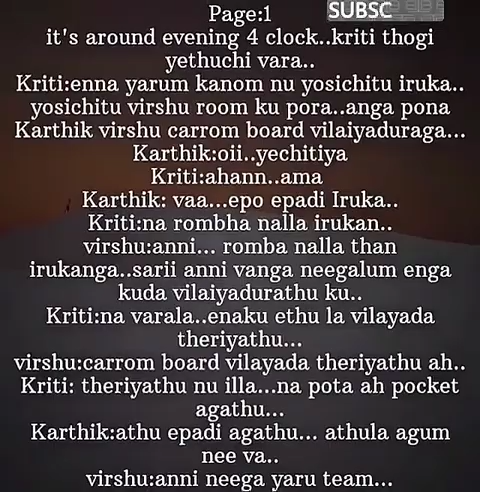 Page:1
SUBSC
it's around evening 4 clock..kriti thogi
yethuchi vara..
Kriti:enna yarum kanom nu yosichitu iruka..
yosichitu virshu room ku pora..anga pona
Karthik virshu carrom board vilaiyaduraga...
Karthik:oii..yechitiya
Kriti:ahann..ama
Karthik: vaa...epo epadi Iruka..
Kriti:na rombha nalla irukan..
virshu:anni... romba nalla than
irukanga..sarii anni vanga neegalum enga
kuda vilaiyadurathu ku..
Kriti:na varala..enaku ethu la vilayada
theriyathu...
virshu:carrom board vilayada theriyathu ah..
Kriti: theriyathu nu illa...na pota ah pocket
agathu...
Karthik:athu epadi agathu... athula agum
nee va..
virshu:anni neega yaru team...